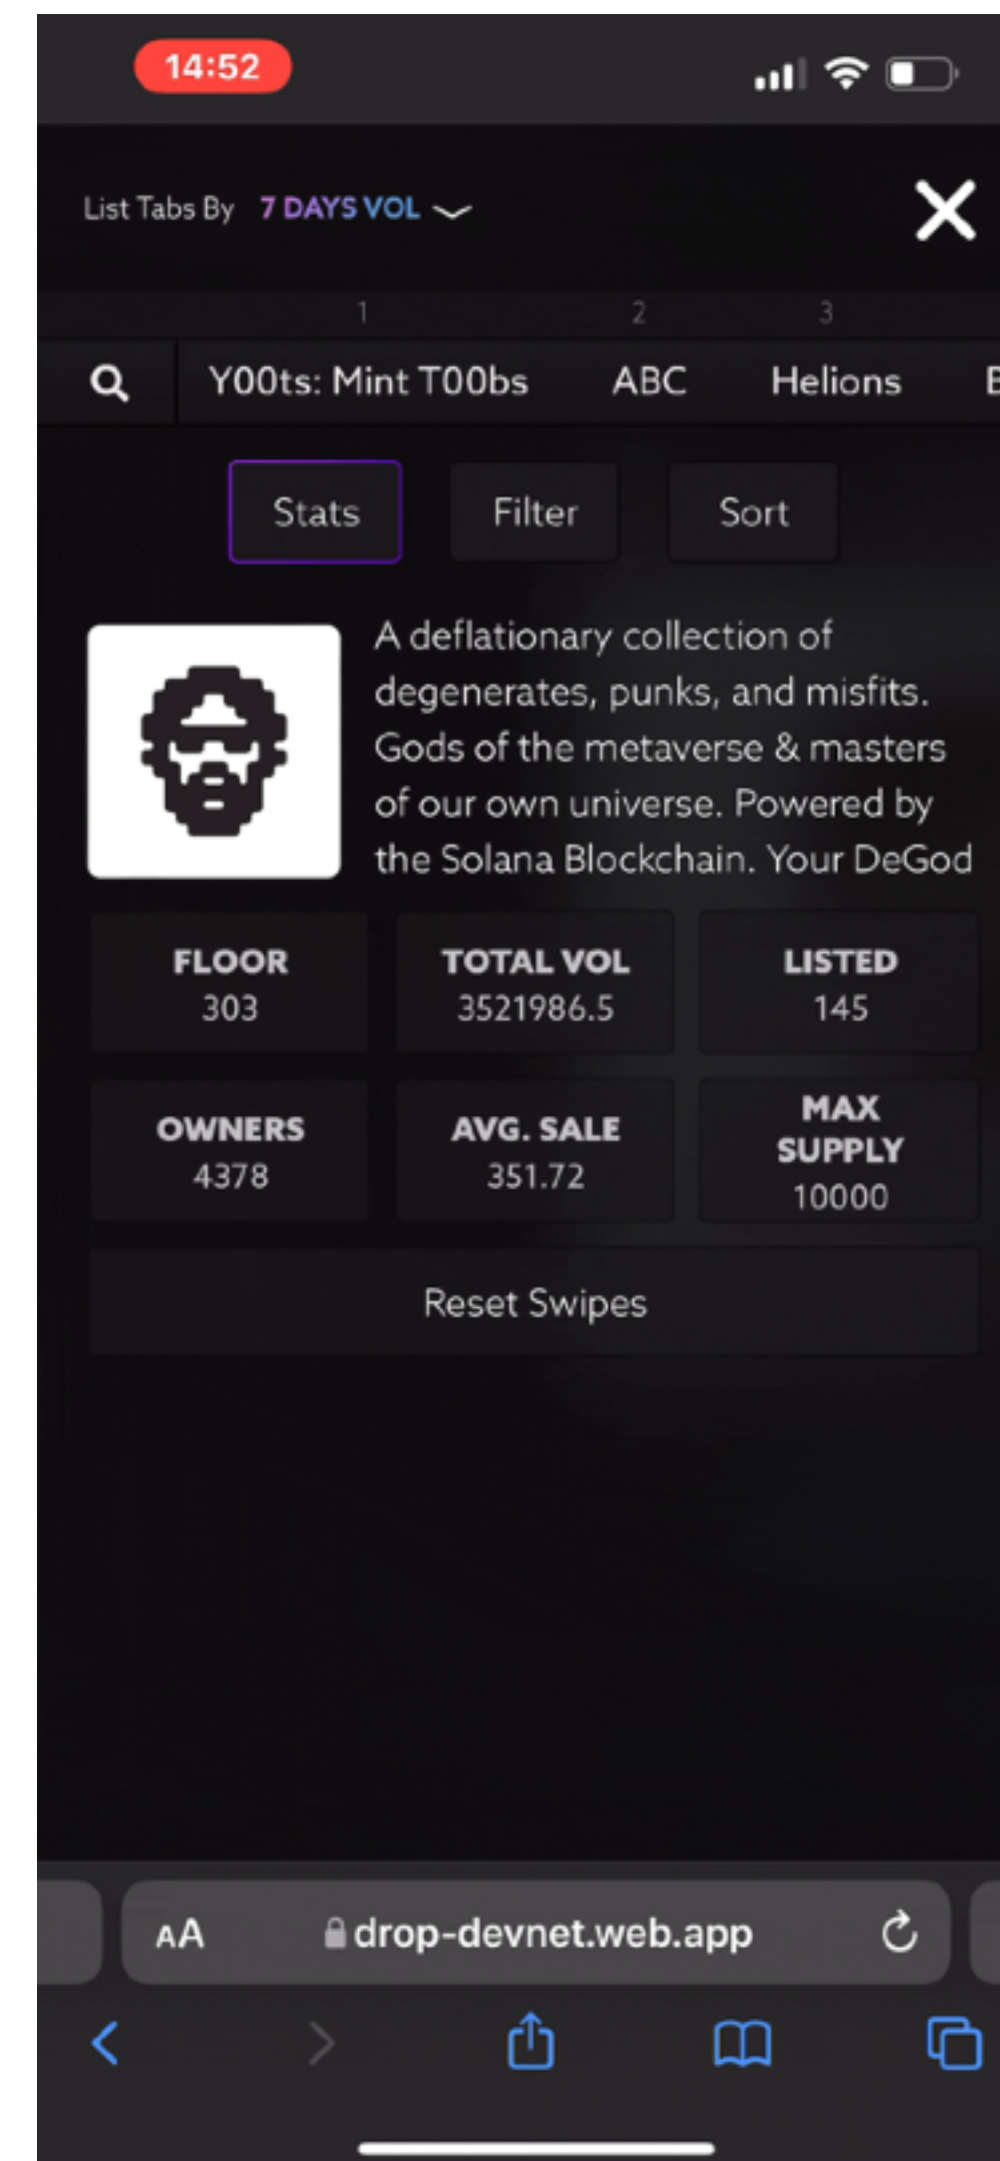 14:52
List Tabs By 7 DAYS VOL
1 2 3
Y00ts: Mint T00bs ABC Helions
Stats Filter Sort
A deflationary collection of
degenerates, punks, and misfits.
Gods of the metaverse & masters
of our own universe. Powered by
the Solana Blockchain. Your DeGod
FLOOR TOTAL VOL LISTED
303 3521986.5 145
OWNERS AVG. SALE MAX SUPPLY
4378 351.72 10000
Reset Swipes
AA drop-devnet.web.app